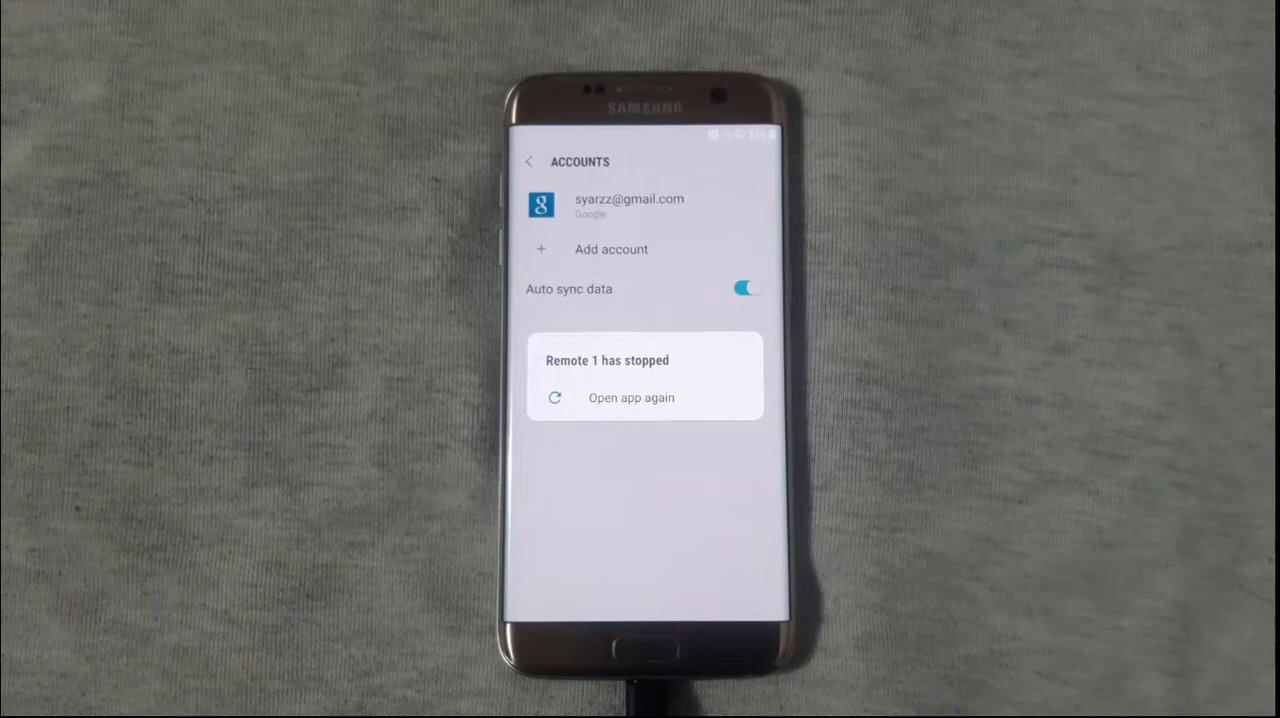 SAMSUNG
ACCOUNTS
syarzz@gmail.com
Google
Add account
Auto sync data
Remote 1 has stopped
Open app again